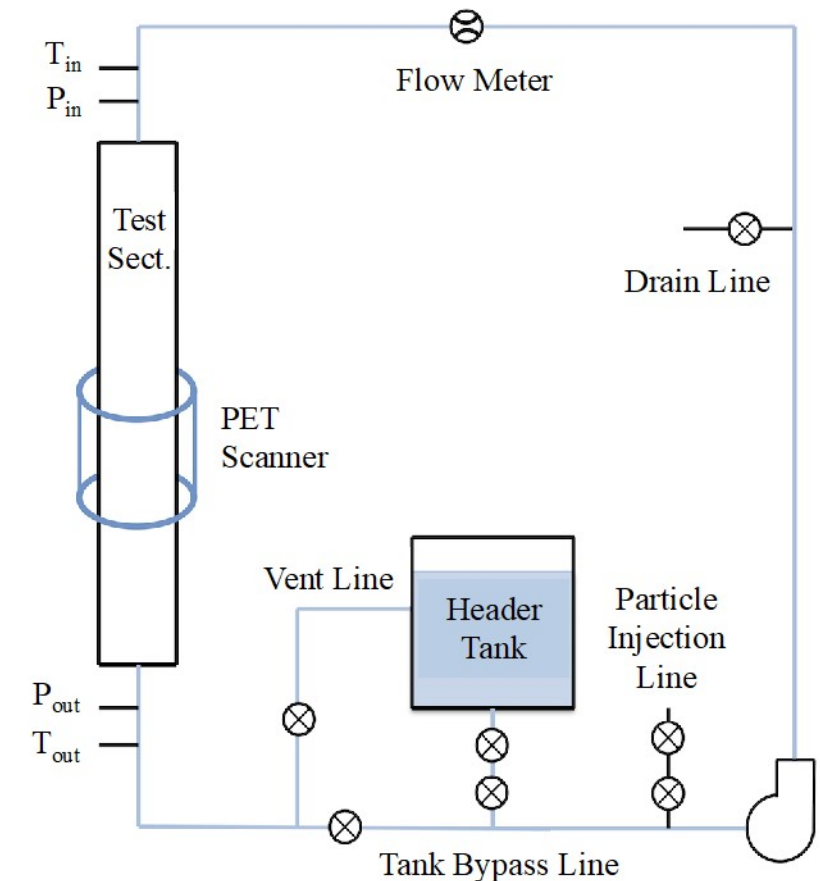 T_in
P_in
Flow Meter
Test
Sect.
Drain Line
PET
Scanner
Vent Line
Header
Tank
Particle
Injection
Line
P_out
T_out
Tank Bypass Line